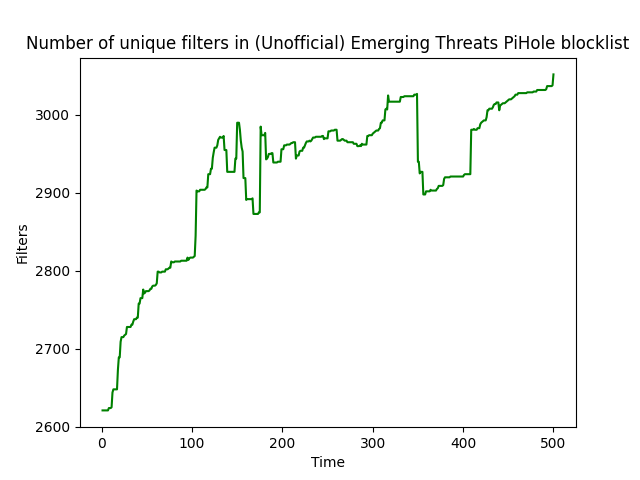 Number of unique filters in (Unofficial) Emerging Threats PiHole blocklist
3000
2900
2800
2700
2600
Filters
0 100 200 300 400 500
Time